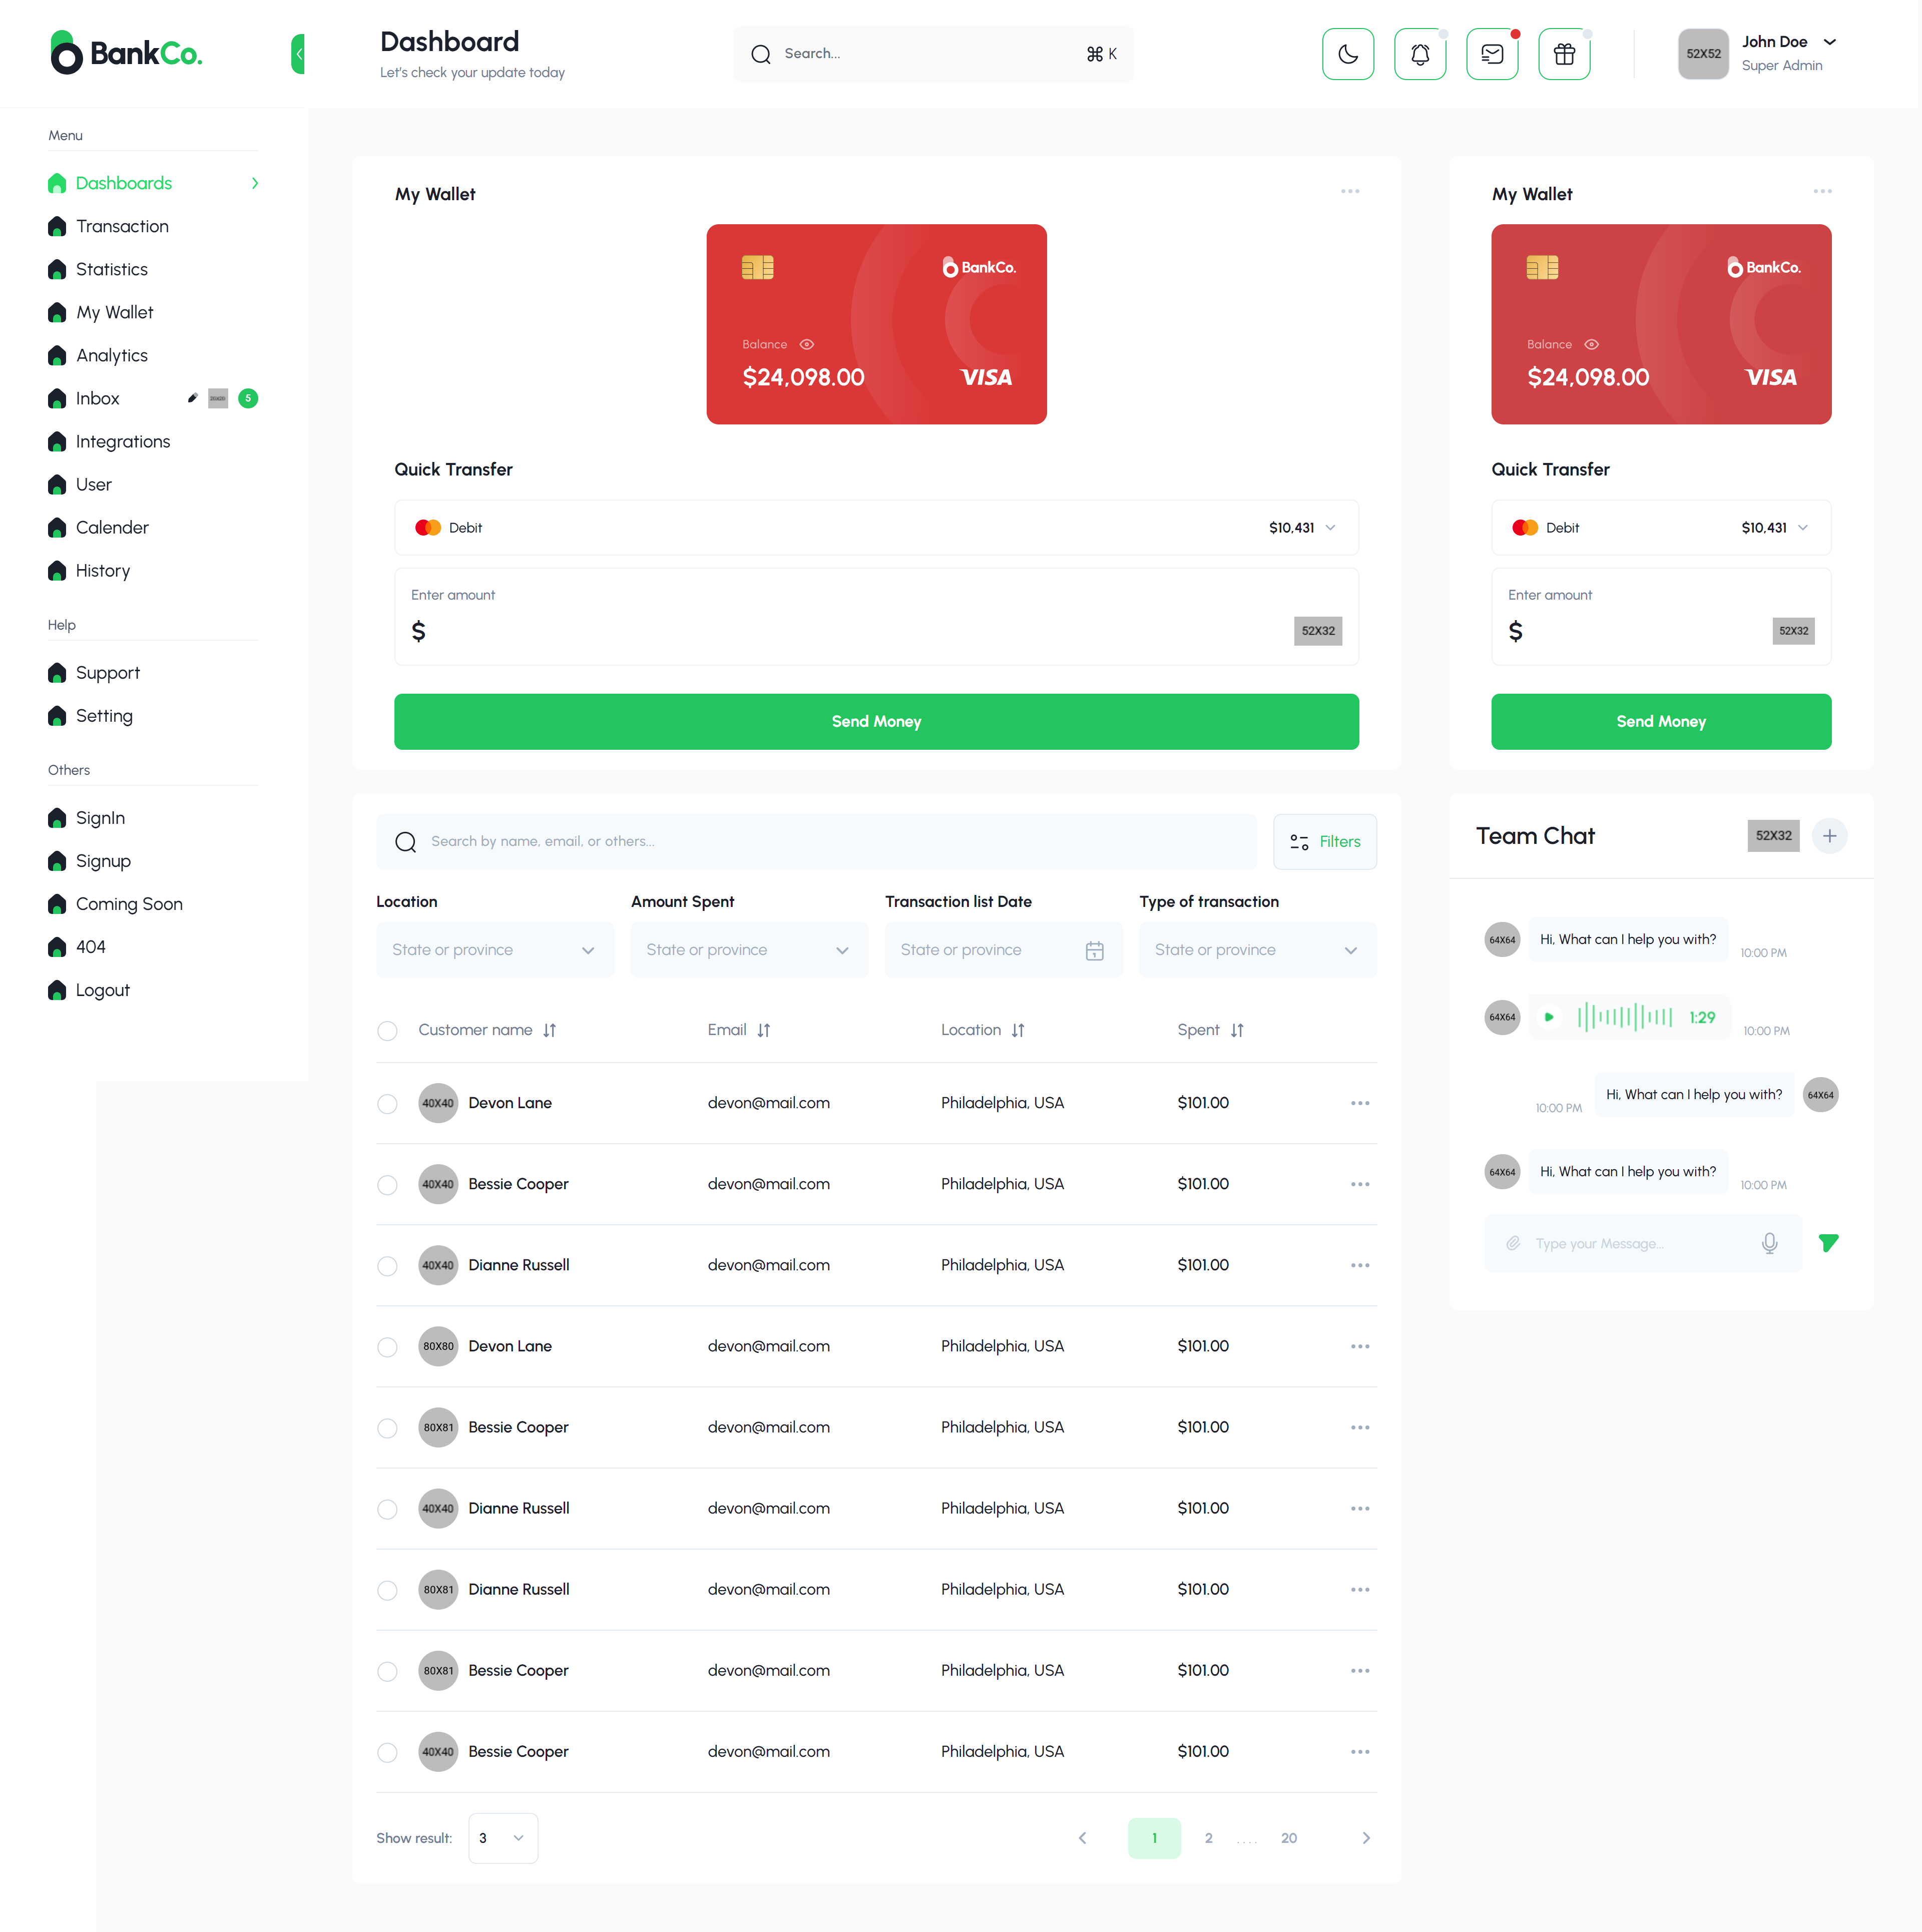 BankCo.
Dashboard
Let's check your update today
Search...
⌘ K
52X52
John Doe
Super Admin
Menu
Dashboards
Transaction
Statistics
My Wallet
Analytics
Inbox
5
Integrations
User
Calender
History
Help
Support
Setting
Others
SignIn
Signup
Coming Soon
404
Logout
My Wallet
BankCo.
Balance
$24,098.00
VISA
Quick Transfer
Debit
$10,431
Enter amount
$
52X32
Send Money
My Wallet
BankCo.
Balance
$24,098.00
VISA
Quick Transfer
Debit
$10,431
Enter amount
$
52X32
Send Money
Search by name, email, or others...
Filters
Location
Amount Spent
Transaction list Date
Type of transaction
State or province
State or province
State or province
State or province
Customer name
Email
Location
Spent
40X40 Devon Lane devon@mail.com Philadelphia, USA $101.00
40X40 Bessie Cooper devon@mail.com Philadelphia, USA $101.00
40X40 Dianne Russell devon@mail.com Philadelphia, USA $101.00
80X80 Devon Lane devon@mail.com Philadelphia, USA $101.00
80X81 Bessie Cooper devon@mail.com Philadelphia, USA $101.00
40X40 Dianne Russell devon@mail.com Philadelphia, USA $101.00
80X81 Dianne Russell devon@mail.com Philadelphia, USA $101.00
80X81 Bessie Cooper devon@mail.com Philadelphia, USA $101.00
40X40 Bessie Cooper devon@mail.com Philadelphia, USA $101.00
Show result:
3
1 2 .... 20
Team Chat
52X32
64X64
Hi, What can I help you with?
10:00 PM
64X64
1:29
10:00 PM
10:00 PM
Hi, What can I help you with?
64X64
64X64
Hi, What can I help you with?
10:00 PM
Type your Message...